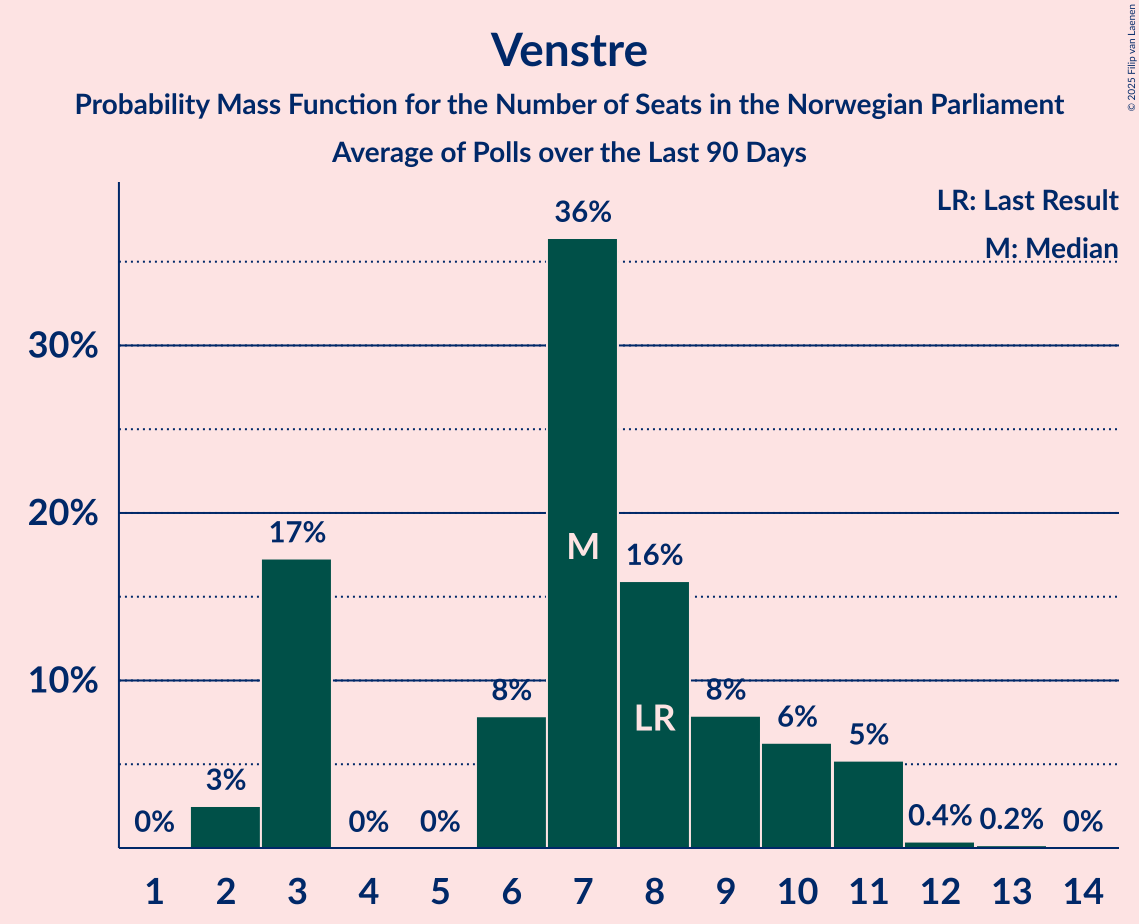 Venstre
Probability Mass Function for the Number of Seats in the Norwegian Parliament
Average of Polls over the Last 90 Days
© 2025 Filip van Laenen
LR: Last Result
M: Median
30%
20%
10%
0%
3%
17%
0%
0%
8%
36%
16%
8%
6%
5%
0.4%
0.2%
0%
M
LR
1 2 3 4 5 6 7 8 9 10 11 12 13 14